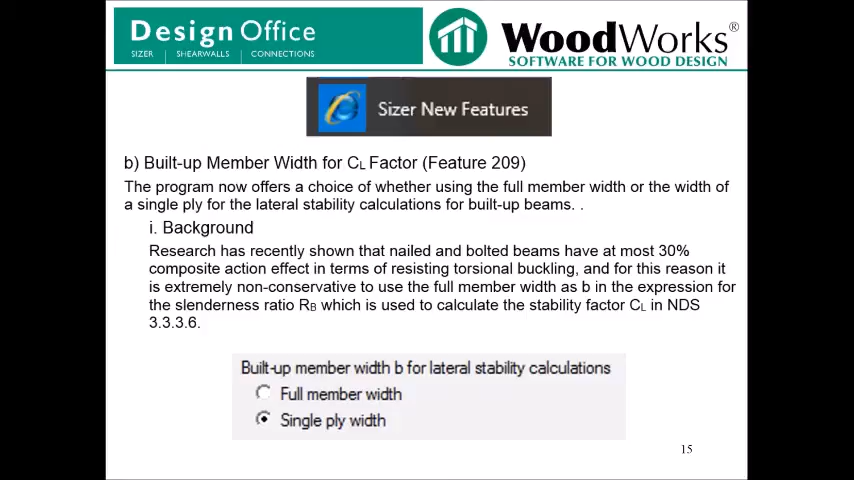 Design Office
SIZER | SHEARWALLS | CONNECTIONS
WoodWorks®
SOFTWARE FOR WOOD DESIGN
Sizer New Features
b) Built-up Member Width for CL Factor (Feature 209)
The program now offers a choice of whether using the full member width or the width of
a single ply for the lateral stability calculations for built-up beams. .
i. Background
Research has recently shown that nailed and bolted beams have at most 30%
composite action effect in terms of resisting torsional buckling, and for this reason it
is extremely non-conservative to use the full member width as b in the expression for
the slenderness ratio RB which is used to calculate the stability factor CL in NDS
3.3.3.6.
Built-up member width b for lateral stability calculations
Full member width
Single ply width
15